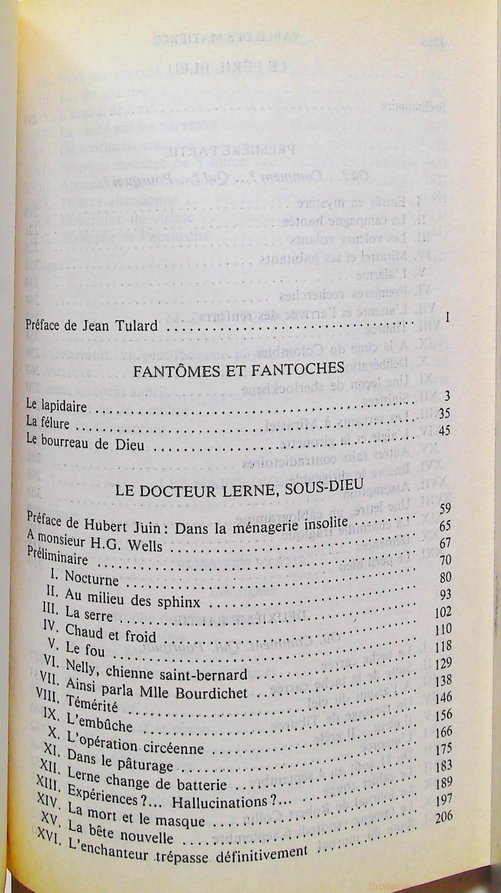 Préface de Jean Tulard ........ I
FANTÔMES ET FANTOCHES
Le lapidaire ........ 3
La fêlure ........ 35
Le bourreau de Dieu ........ 45
LE DOCTEUR LERNE, SOUS-DIEU
Préface de Hubert Juin : Dans la ménagerie insolite ........ 59
A monsieur H.G. Wells ........ 65
Préliminaire ........ 67
I. Nocturne ........ 70
II. Au milieu des sphinx ........ 80
III. La serre ........ 93
IV. Chaud et froid ........ 102
V. Le fou ........ 110
VI. Nelly, chienne saint-bernard ........ 118
VII. Ainsi parla Mlle Bourdichet ........ 129
VIII. Témérité ........ 138
IX. L'embûche ........ 146
X. L'opération circéenne ........ 156
XI. Dans le pâturage ........ 166
XII. Lerne change de batterie ........ 175
XIII. Expériences ?... Hallucinations ?... ........ 183
XIV. La mort et le masque ........ 189
XV. La bête nouvelle ........ 197
XVI. L'enchanteur trépasse définitivement ........ 206